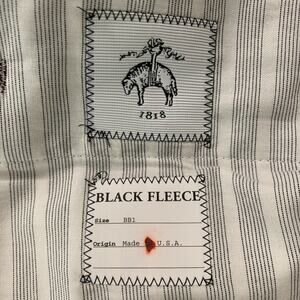 1818
BLACK FLEECE
Size BB1
Origin Made U.S.A.